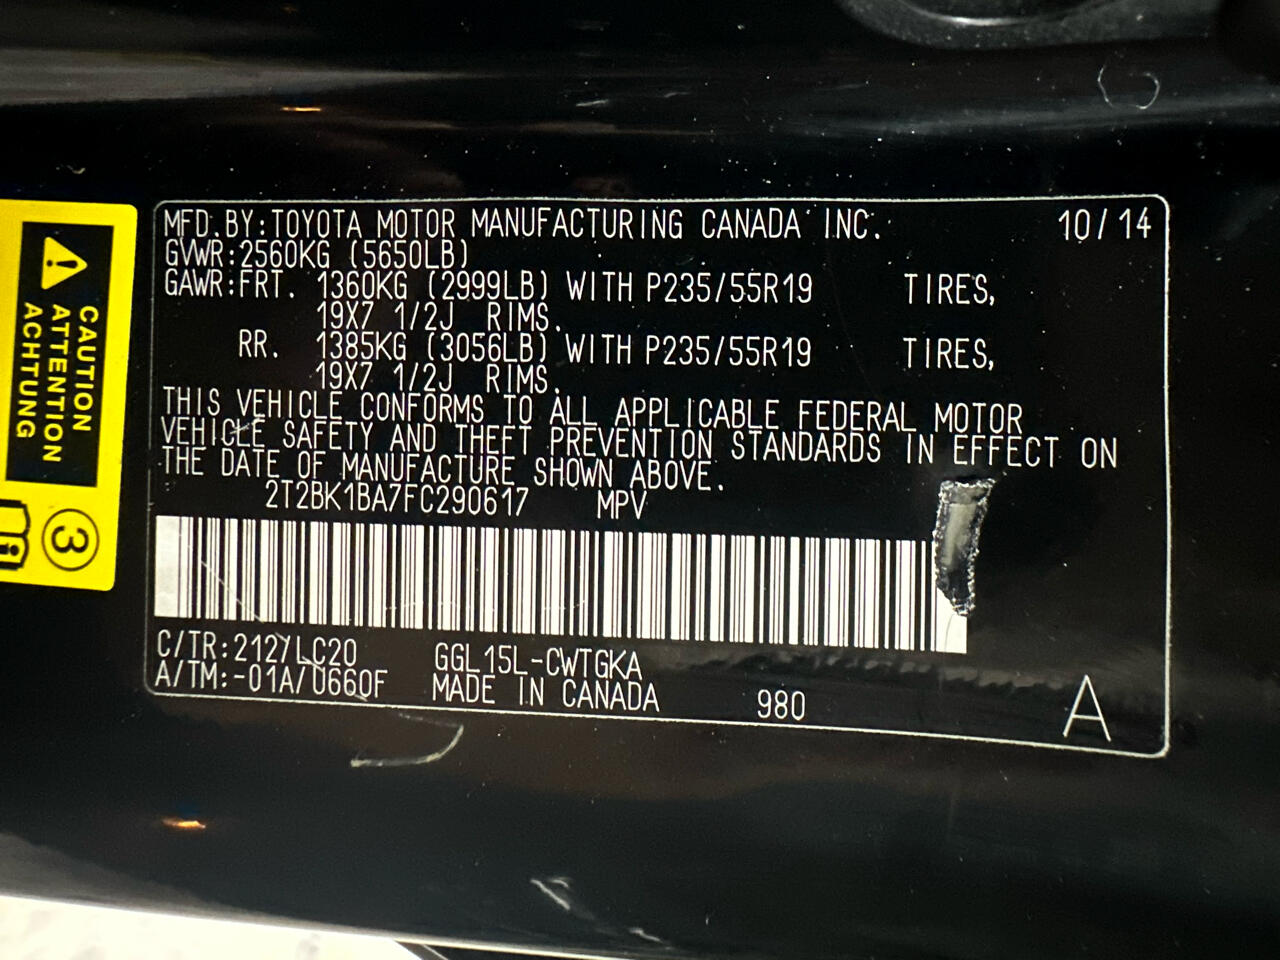 MFD. BY: TOYOTA MOTOR MANUFACTURING CANADA INC. 10/14
GVWR: 2560KG (5650LB)
GAWR: FRT. 1360KG (2999LB) WITH P235/55R19 TIRES,
19X7 1/2J RIMS.
RR. 1385KG (3056LB) WITH P235/55R19 TIRES,
19X7 1/2J RIMS.
THIS VEHICLE CONFORMS TO ALL APPLICABLE FEDERAL MOTOR
VEHICLE SAFETY AND THEFT PREVENTION STANDARDS IN EFFECT ON
THE DATE OF MANUFACTURE SHOWN ABOVE.
2T2BK1BA7FC290617 MPV
C/TR: 212/LC20 GGL15L-CWTGKA
A/TM: -01A/U660F MADE IN CANADA 980 A
CAUTION
ATTENTION
ACHTUNG
3